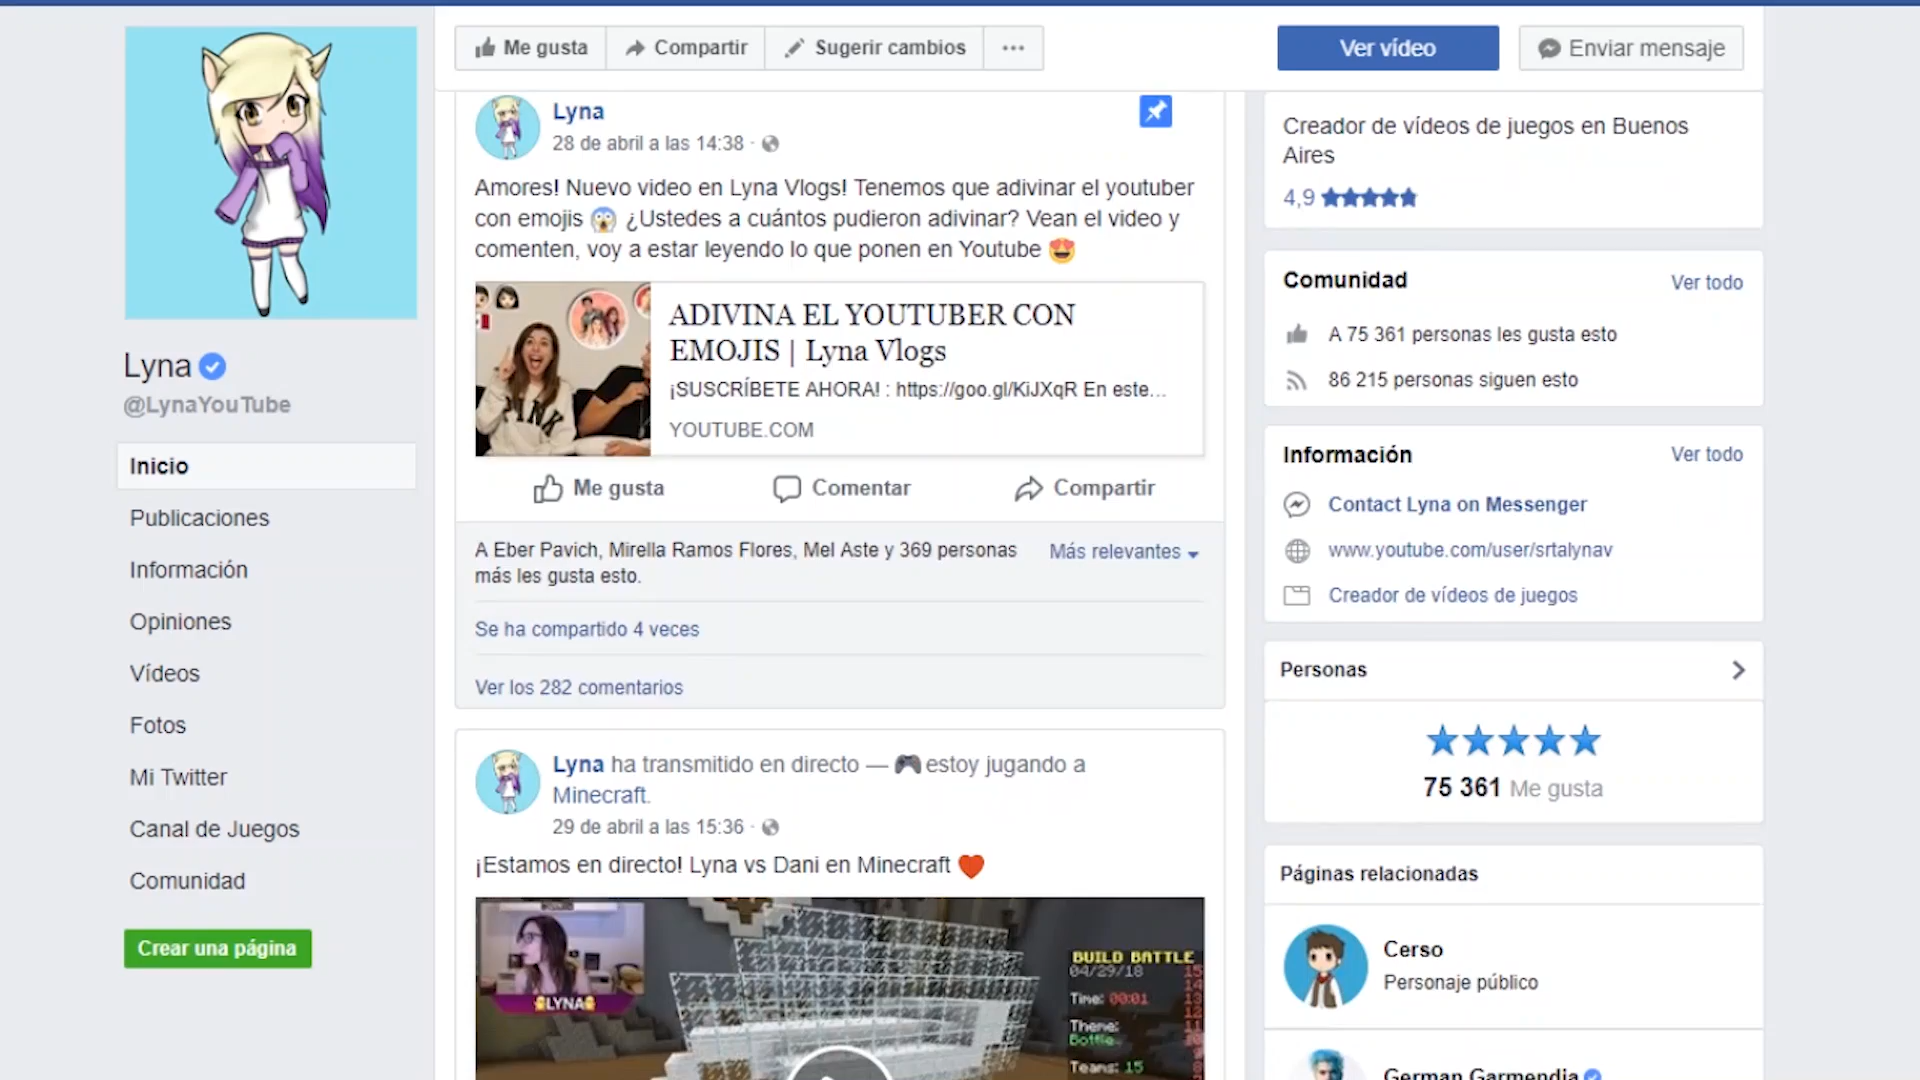 Me gusta
Compartir
Sugerir cambios
Ver vídeo
Enviar mensaje
Lyna
@LynaYouTube
Inicio
Publicaciones
Información
Opiniones
Vídeos
Fotos
Mi Twitter
Canal de Juegos
Comunidad
Crear una página
Lyna
28 de abril a las 14:38 ·
Amores! Nuevo video en Lyna Vlogs! Tenemos que adivinar el youtuber
con emojis 😱 ¿Ustedes a cuántos pudieron adivinar? Vean el video y
comenten, voy a estar leyendo lo que ponen en Youtube 😍
ADIVINA EL YOUTUBER CON
EMOJIS | Lyna Vlogs
¡SUSCRÍBETE AHORA! : https://goo.gl/KiJXqR En este...
YOUTUBE.COM
Me gusta
Comentar
Compartir
A Eber Pavich, Mirella Ramos Flores, Mel Aste y 369 personas
más les gusta esto.
Más relevantes
Se ha compartido 4 veces
Ver los 282 comentarios
Lyna ha transmitido en directo — 🎮 estoy jugando a
Minecraft.
29 de abril a las 15:36 ·
¡Estamos en directo! Lyna vs Dani en Minecraft ❤️
LYNA
BUILD BATTLE
04/29/18
15
14
Time: 00:01
13
12
Theme:
11
Bottle
Teams: 15
Creador de vídeos de juegos en Buenos
Aires
4,9
Comunidad
Ver todo
A 75 361 personas les gusta esto
86 215 personas siguen esto
Información
Ver todo
Contact Lyna on Messenger
www.youtube.com/user/srtalynav
Creador de vídeos de juegos
Personas
75 361 Me gusta
Páginas relacionadas
Cerso
Personaje público
German Garmendia